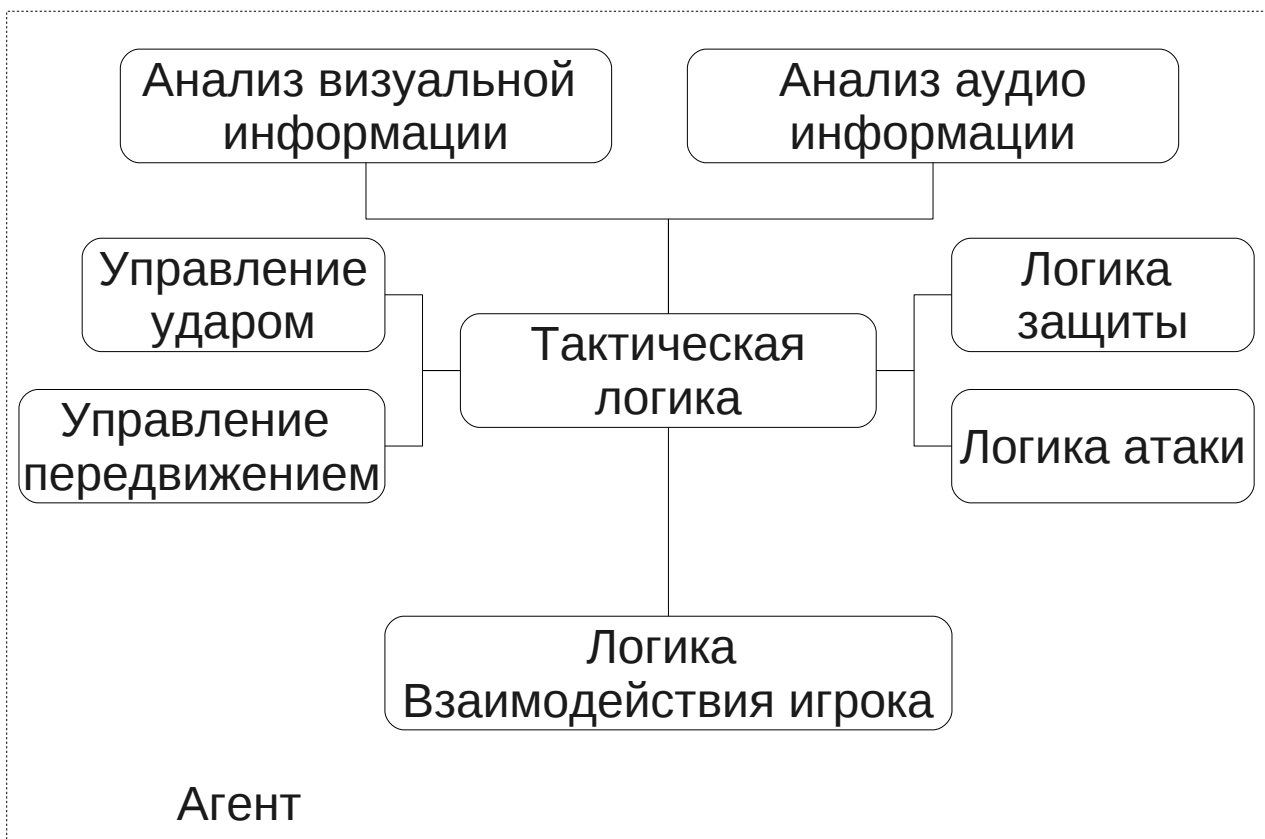 Анализ визуальной
информации
Анализ аудио
информации
Управление
ударом
Логика
защиты
Тактическая
логика
Управление
передвижением
Логика атаки
Логика
Взаимодействия игрока
Агент